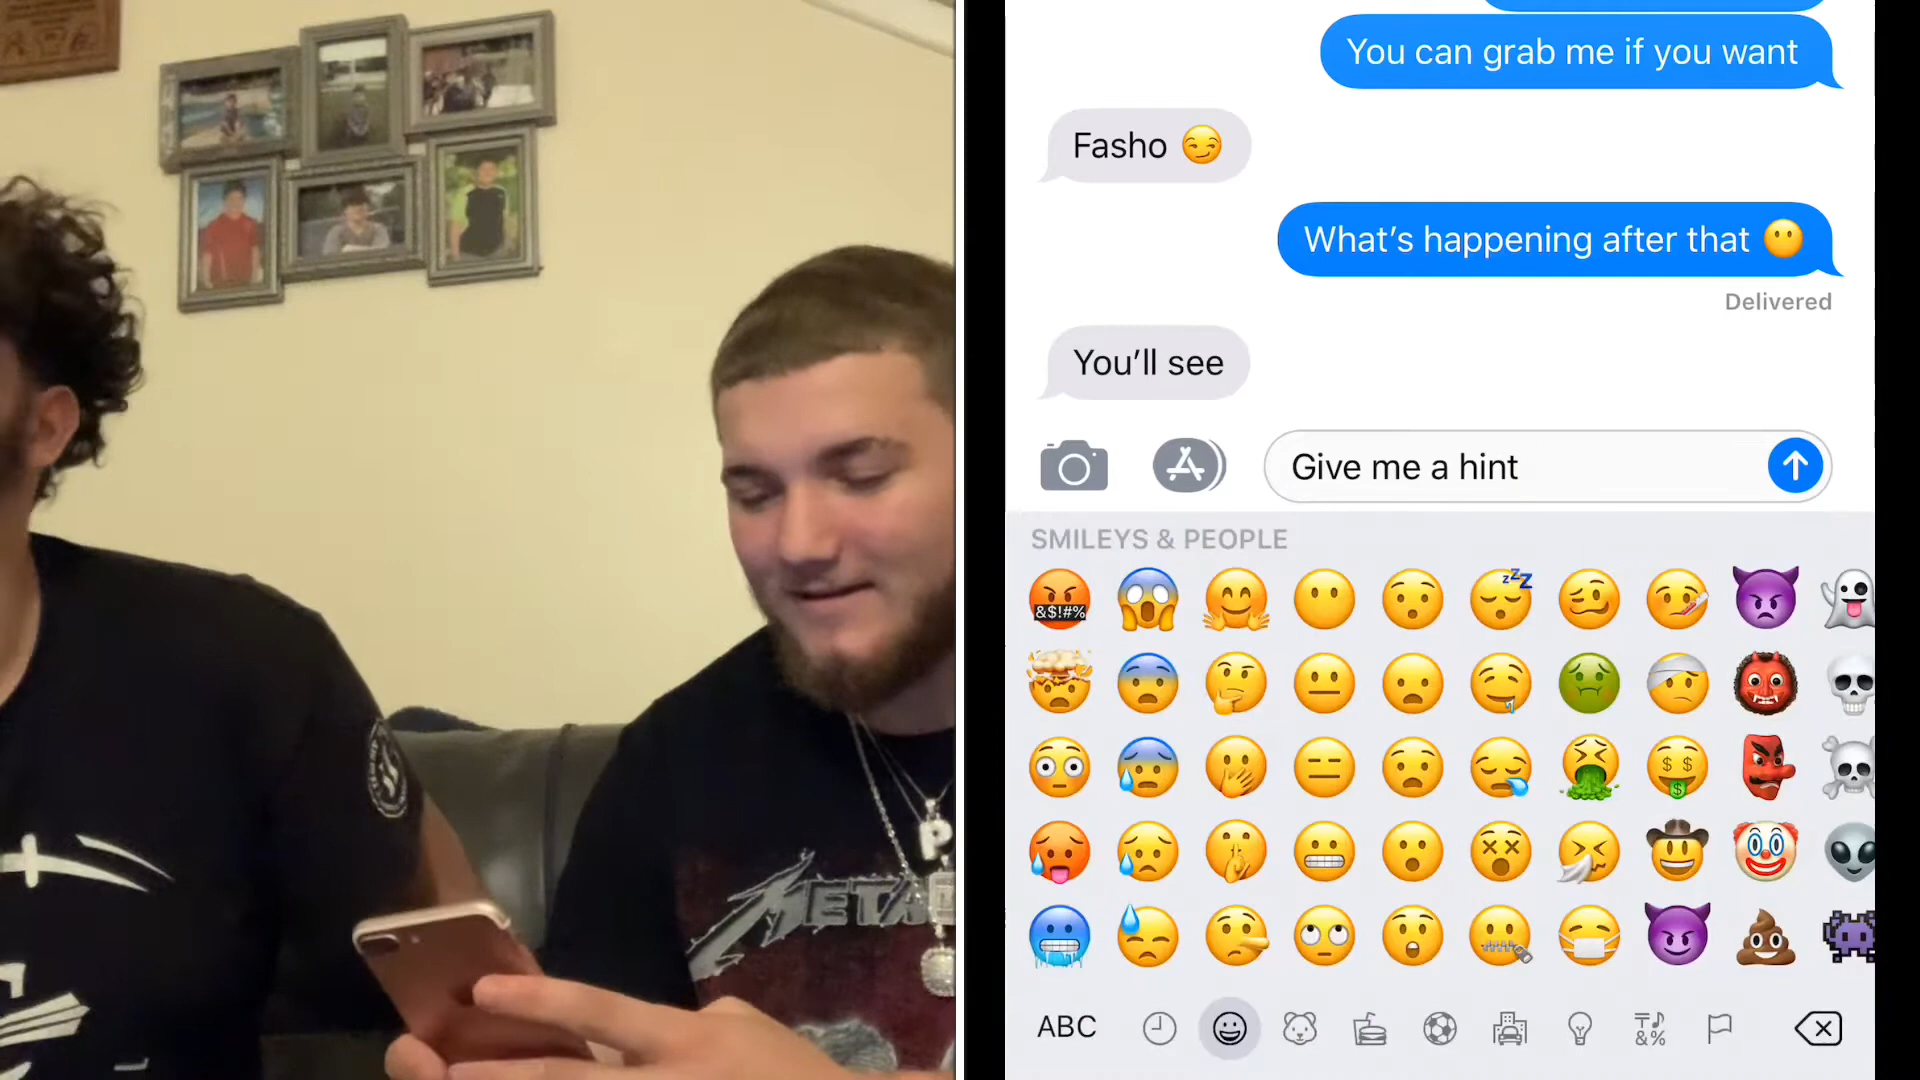 You can grab me if you want
Fasho 😏
What's happening after that 😶
Delivered
You'll see
Give me a hint
SMILEYS & PEOPLE
&$!#%
ABC
P